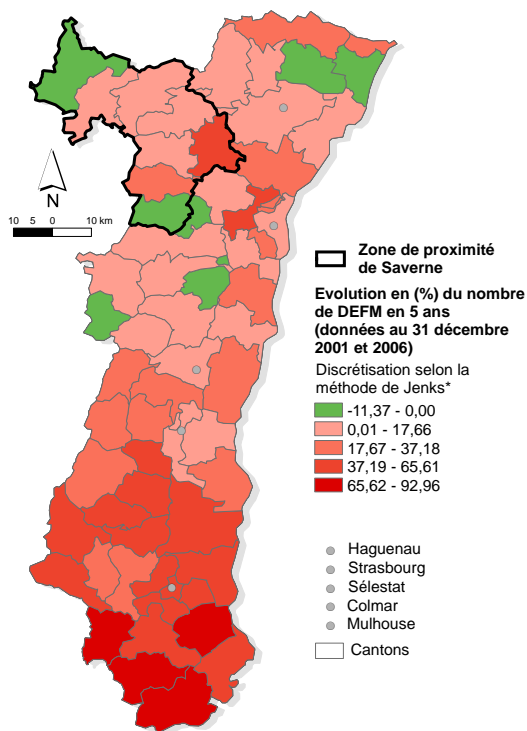 N
10 5 0 10 km
Zone de proximité
de Saverne
Evolution en (%) du nombre
de DEFM en 5 ans
(données au 31 décembre
2001 et 2006)
Discrétisation selon la
méthode de Jenks*
-11,37 - 0,00
0,01 - 17,66
17,67 - 37,18
37,19 - 65,61
65,62 - 92,96
Haguenau
Strasbourg
Sélestat
Colmar
Mulhouse
Cantons